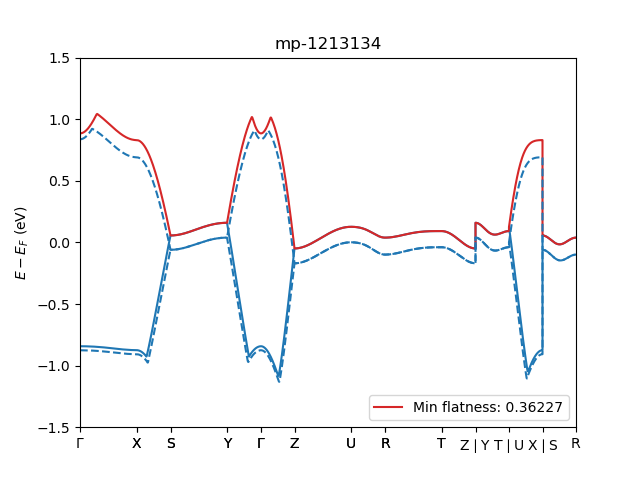 mp-1213134
E − E_F (eV)
1.5
1.0
0.5
0.0
−0.5
−1.0
−1.5
Min flatness: 0.36227
Γ X S Y Γ Z U R T Z | Y T | U X | S R